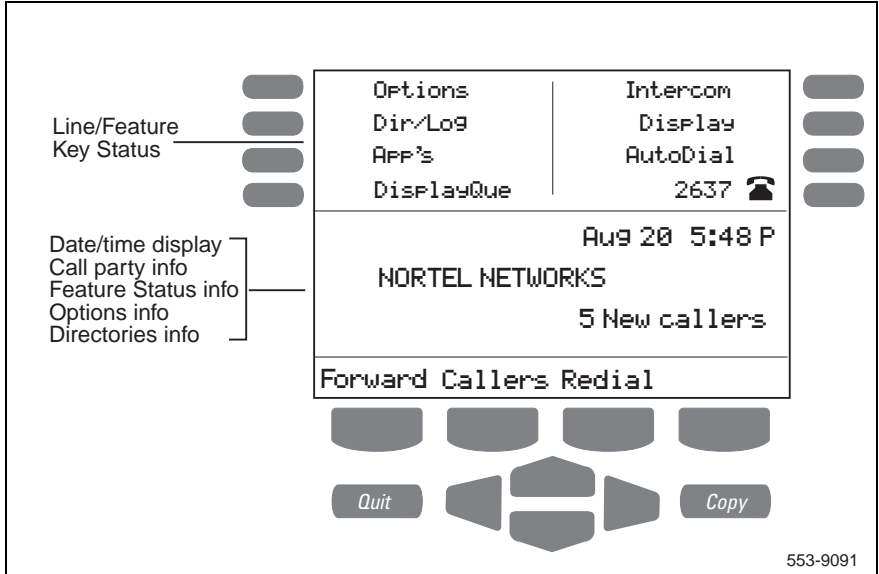 Line/Feature
Key Status
Options
Intercom
Dir/Log
Display
App's
AutoDial
DisplayQue
2637
Date/time display
Call party info
Feature Status info
Options info
Directories info
Aug 20 5:48 P
NORTEL NETWORKS
5 New callers
Forward Callers Redial
Quit
Copy
553-9091